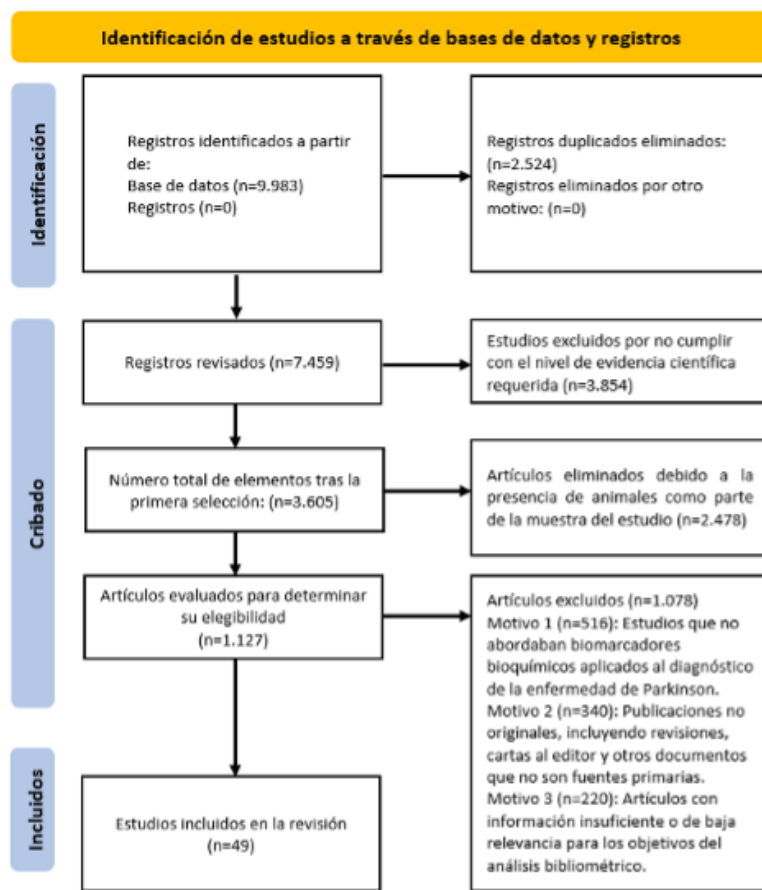 Identificación de estudios a través de bases de datos y registros
Identificación
Registros identificados a partir
de:
Base de datos (n=9.983)
Registros (n=0)
Registros duplicados eliminados:
(n=2.524)
Registros eliminados por otro
motivo: (n=0)
Cribado
Registros revisados (n=7.459)
Estudios excluidos por no cumplir
con el nivel de evidencia científica
requerida (n=3.854)
Número total de elementos tras la
primera selección: (n=3.605)
Artículos eliminados debido a la
presencia de animales como parte
de la muestra del estudio (n=2.478)
Artículos evaluados para determinar
su elegibilidad
(n=1.127)
Artículos excluidos (n=1.078)
Motivo 1 (n=516): Estudios que no
abordaban biomarcadores
bioquímicos aplicados al diagnóstico
de la enfermedad de Parkinson.
Motivo 2 (n=340): Publicaciones no
originales, incluyendo revisiones,
cartas al editor y otros documentos
que no son fuentes primarias.
Motivo 3 (n=220): Artículos con
información insuficiente o de baja
relevancia para los objetivos del
análisis bibliométrico.
Incluidos
Estudios incluidos en la revisión
(n=49)